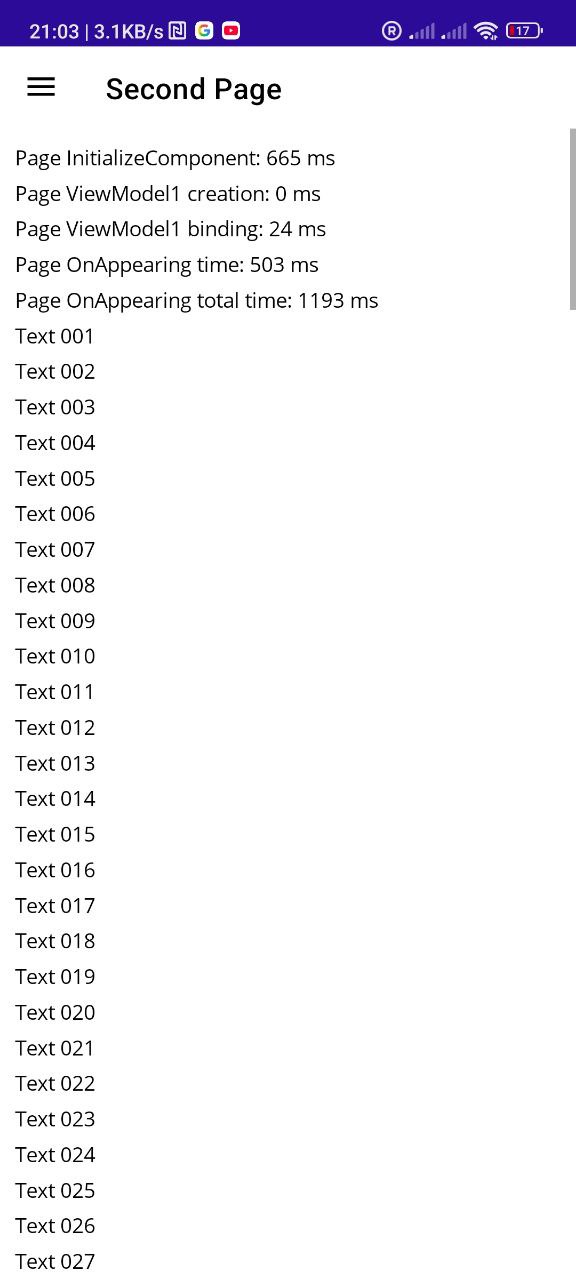 21:03 | 3.1KB/s
17
Second Page
Page InitializeComponent: 665 ms
Page ViewModel1 creation: 0 ms
Page ViewModel1 binding: 24 ms
Page OnAppearing time: 503 ms
Page OnAppearing total time: 1193 ms
Text 001
Text 002
Text 003
Text 004
Text 005
Text 006
Text 007
Text 008
Text 009
Text 010
Text 011
Text 012
Text 013
Text 014
Text 015
Text 016
Text 017
Text 018
Text 019
Text 020
Text 021
Text 022
Text 023
Text 024
Text 025
Text 026
Text 027